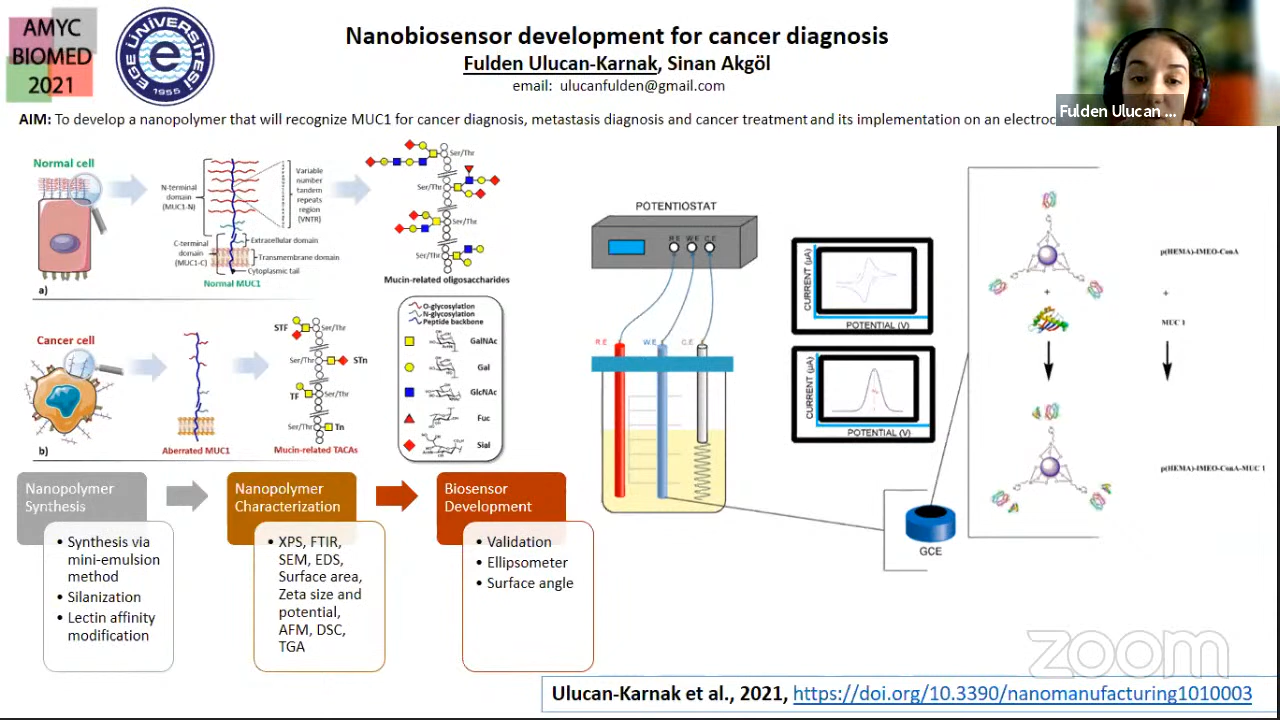 AMYC
BIOMED
2021
EGE ÜNİVERSİTESİ
1955
Nanobiosensor development for cancer diagnosis
Fulden Ulucan-Karnak, Sinan Akgöl
email: ulucanfulden@gmail.com
Fulden Ulucan ...
AIM: To develop a nanopolymer that will recognize MUC1 for cancer diagnosis, metastasis diagnosis and cancer treatment and its implementation on an electroc
Normal cell
a)
N-terminal
domain
(MUC1-N)
Variable
number
tandem
repeats
region
(VNTR)
C-terminal
domain
(MUC1-C)
Extracellular domain
Transmembrane domain
Cytoplasmic tail
Normal MUC1
Ser/Thr
Ser/Thr
Ser/Thr
Ser/Thr
Ser/Thr
Mucin-related oligosaccharides
Cancer cell
b)
Aberrated MUC1
STF
Ser/Thr
Ser/Thr
STn
TF
Ser/Thr
Ser/Thr
Tn
Mucin-related TACAs
O-glycosylation
N-glycosylation
Peptide backbone
GalNAc
Gal
GlcNAc
Fuc
Sial
POTENTIOSTAT
R.E
W.E
C.E
R.E
W.E
C.E
CURRENT (µA)
POTENTIAL (V)
CURRENT (µA)
POTENTIAL (V)
GCE
+
p(HEMA)-IMEO-ConA
+
MUC 1
p(HEMA)-IMEO-ConA-MUC 1
Nanopolymer
Synthesis
• Synthesis via
mini-emulsion
method
• Silanization
• Lectin affinity
modification
Nanopolymer
Characterization
• XPS, FTIR,
SEM, EDS,
Surface area,
Zeta size and
potential,
AFM, DSC,
TGA
Biosensor
Development
• Validation
• Ellipsometer
• Surface angle
zoom
Ulucan-Karnak et al., 2021, https://doi.org/10.3390/nanomanufacturing1010003